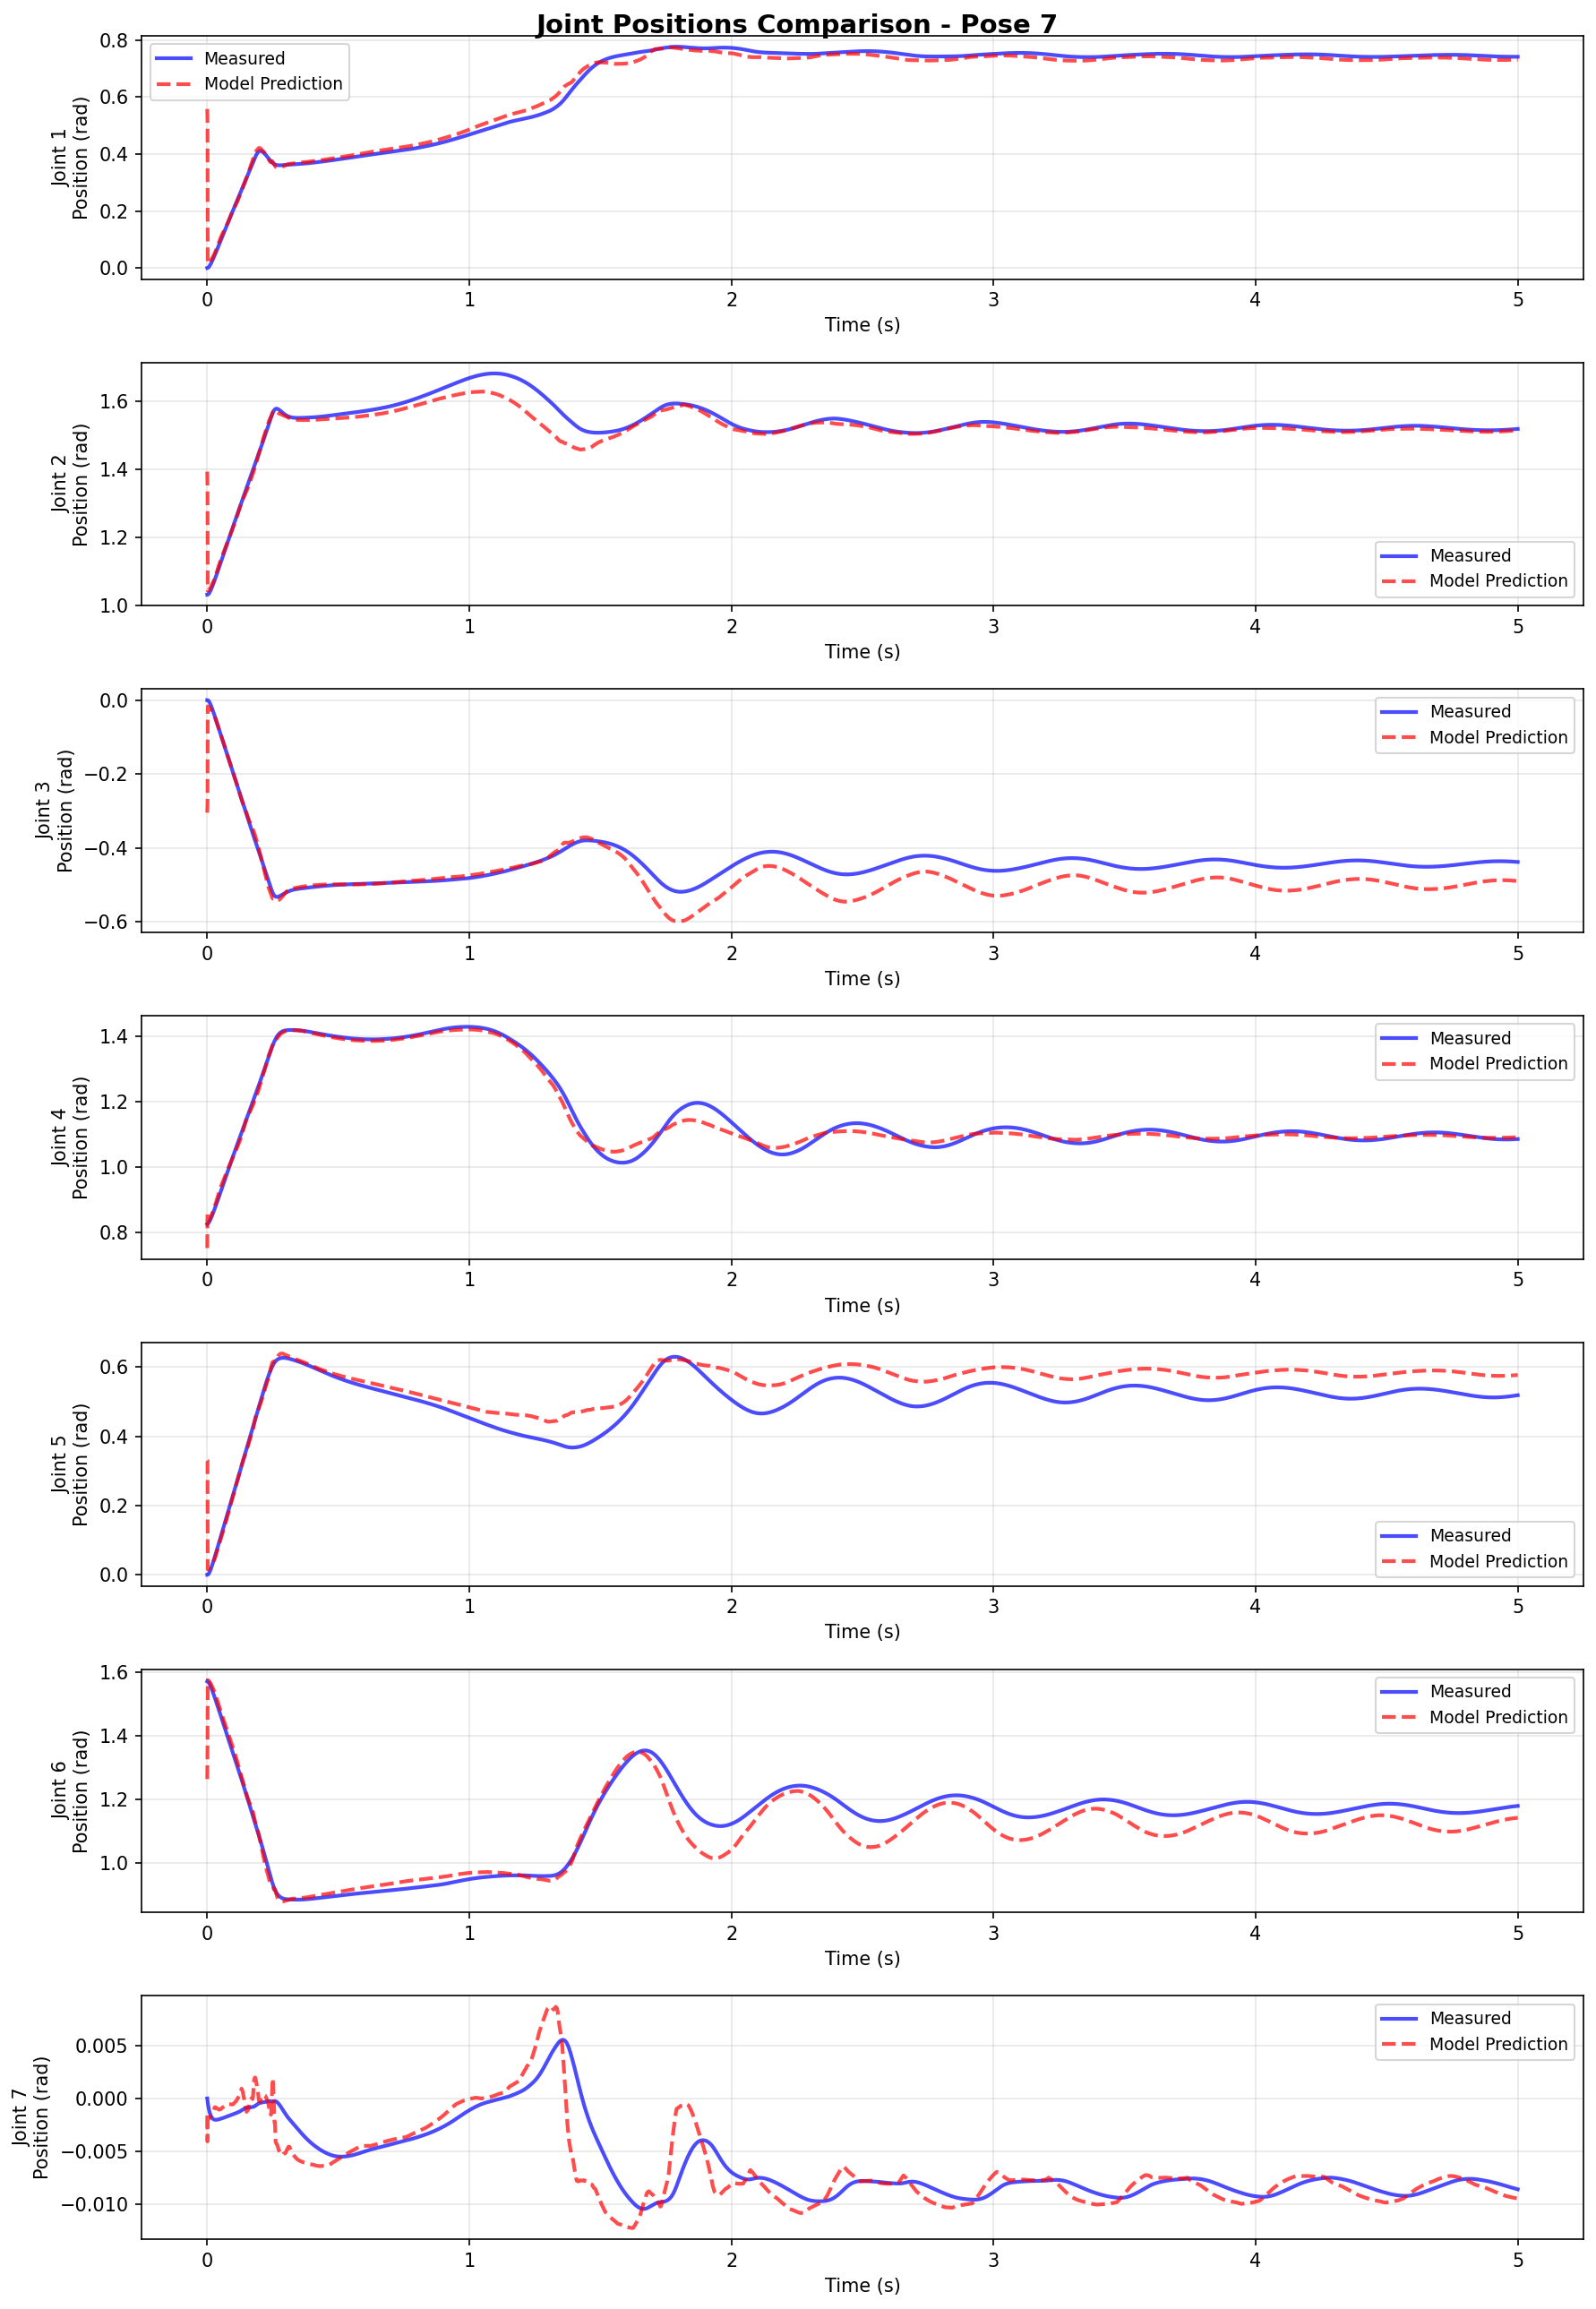 Joint Positions Comparison - Pose 7
Measured
Model Prediction
0.8
0.6
0.4
0.2
0.0
Joint 1
Position (rad)
0 1 2 3 4 5
Time (s)
1.6
1.4
1.2
1.0
Joint 2
Position (rad)
Measured
Model Prediction
0 1 2 3 4 5
Time (s)
0.0
−0.2
−0.4
−0.6
Joint 3
Position (rad)
Measured
Model Prediction
0 1 2 3 4 5
Time (s)
1.4
1.2
1.0
0.8
Joint 4
Position (rad)
Measured
Model Prediction
0 1 2 3 4 5
Time (s)
0.6
0.4
0.2
0.0
Joint 5
Position (rad)
Measured
Model Prediction
0 1 2 3 4 5
Time (s)
1.6
1.4
1.2
1.0
Joint 6
Position (rad)
Measured
Model Prediction
0 1 2 3 4 5
Time (s)
0.005
0.000
−0.005
−0.010
Joint 7
Position (rad)
Measured
Model Prediction
0 1 2 3 4 5
Time (s)